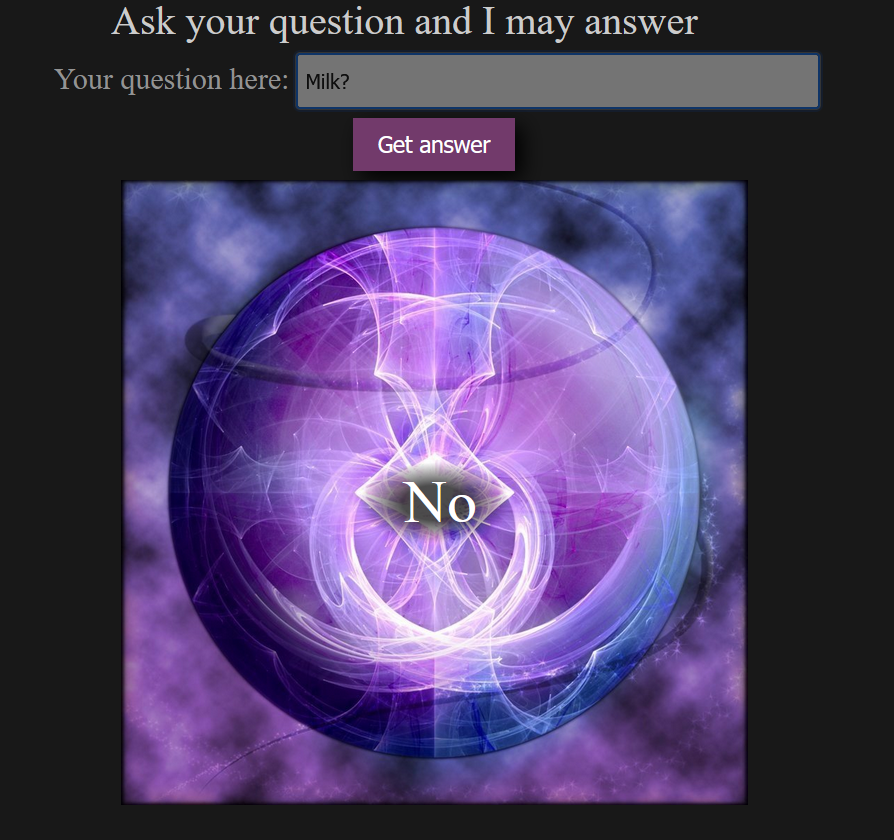 Ask your question and I may answer
Your question here: Milk?
Get answer
No